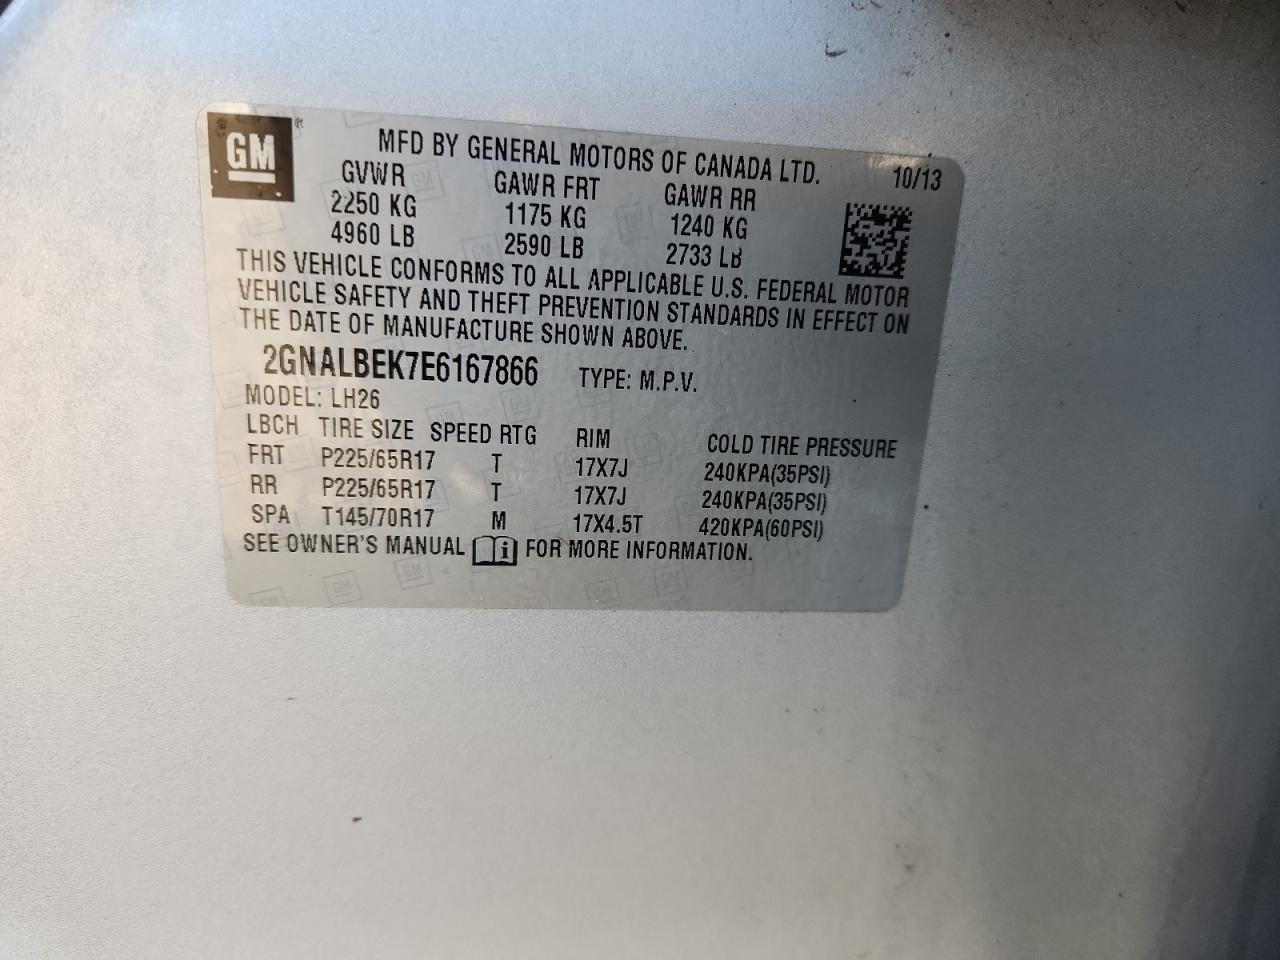 GM ®
MFD BY GENERAL MOTORS OF CANADA LTD. 10/13
GVWR GAWR FRT GAWR RR
2250 KG 1175 KG 1240 KG
4960 LB 2590 LB 2733 LB
THIS VEHICLE CONFORMS TO ALL APPLICABLE U.S. FEDERAL MOTOR
VEHICLE SAFETY AND THEFT PREVENTION STANDARDS IN EFFECT ON
THE DATE OF MANUFACTURE SHOWN ABOVE.
2GNALBEK7E6167866 TYPE: M.P.V.
MODEL: LH26
LBCH TIRE SIZE SPEED RTG RIM COLD TIRE PRESSURE
FRT P225/65R17 T 17X7J 240KPA(35PSI)
RR P225/65R17 T 17X7J 240KPA(35PSI)
SPA T145/70R17 M 17X4.5T 420KPA(60PSI)
SEE OWNER'S MANUAL i FOR MORE INFORMATION.